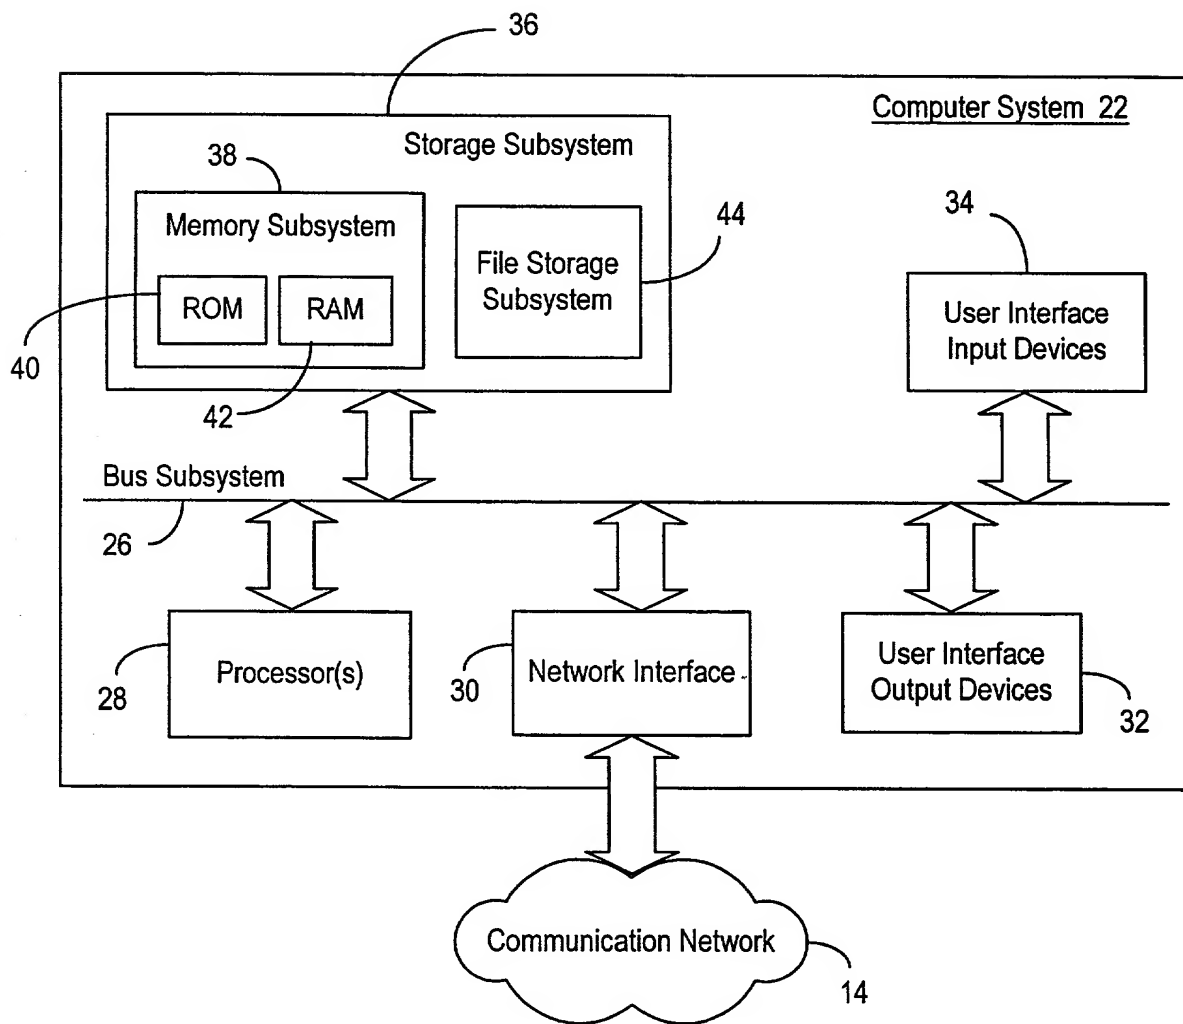 36
Computer System 22
Storage Subsystem
38
Memory Subsystem
44
34
File Storage
Subsystem
ROM
RAM
User Interface
Input Devices
40
42
Bus Subsystem
26
Processor(s)
Network Interface
User Interface
Output Devices
28
30
32
Communication Network
14